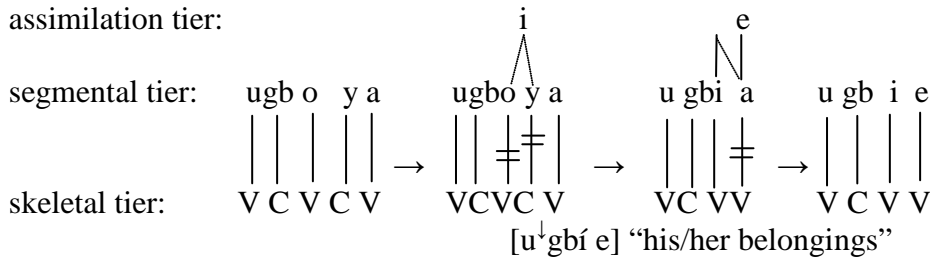 assimilation tier: i e
segmental tier: ugb o y a ugbo y a u gbi a u gb i e
→ → →
skeletal tier: V C V C V VCVC V VC VV V C V V
[u↓gbí e] “his/her belongings”